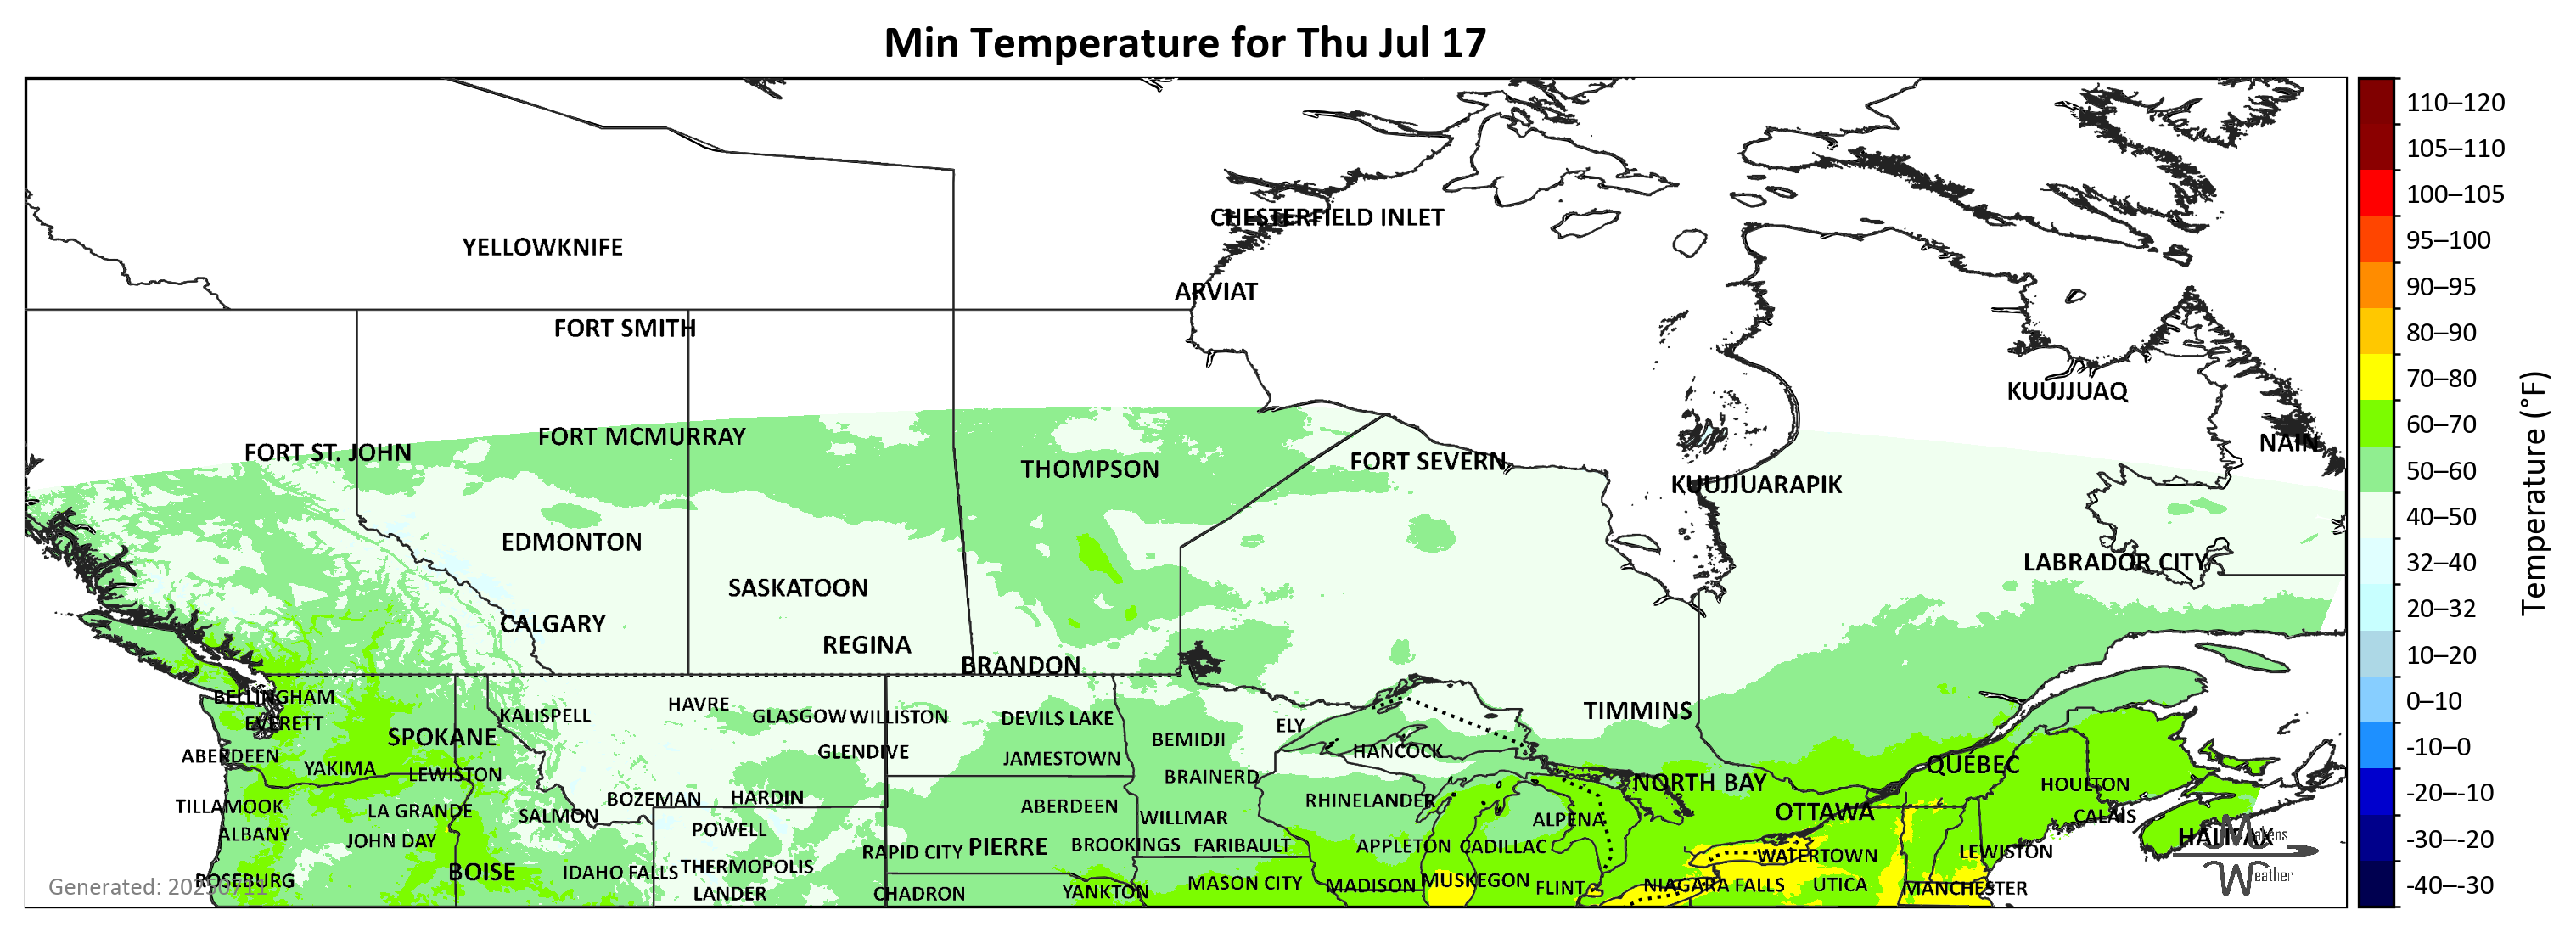 Min Temperature for Thu Jul 17
110–120
105–110
100–105
95–100
90–95
80–90
70–80
60–70
50–60
40–50
32–40
20–32
10–20
0–10
-10–0
-20–-10
-30–-20
-40–-30
Temperature (°F)
CHESTERFIELD INLET
YELLOWKNIFE
ARVIAT
FORT SMITH
KUUJJUAQ
FORT MCMURRAY
NAIN
FORT ST. JOHN
FORT SEVERN
THOMPSON
KUUJJUARAPIK
EDMONTON
LABRADOR CITY
SASKATOON
CALGARY
REGINA
BRANDON
BELLINGHAM
HAVRE
TIMMINS
KALISPELL
GLASGOW
WILLISTON
DEVILS LAKE
EVERETT
ELY
SPOKANE
BEMIDJI
ABERDEEN
GLENDIVE
JAMESTOWN
HANCOCK
YAKIMA
LEWISTON
BRAINERD
QUEBEC
NORTH BAY
HOULTON
TILLAMOOK
LA GRANDE
BOZEMAN
HARDIN
ABERDEEN
RHINELANDER
SALMON
WILLMAR
ALPENA
OTTAWA
CALAIS
ALBANY
JOHN DAY
POWELL
RAPID CITY
PIERRE
BROOKINGS
FARIBAULT
APPLETON
CADILLAC
WATERTOWN
LEWISTON
HALIFAX
BOISE
IDAHO FALLS
THERMOPOLIS
ROSEBURG
MASON CITY
MADISON
MUSKEGON
FLINT
NIAGARA FALLS
UTICA
MANCHESTER
LANDER
CHADRON
YANKTON
Generated: 20250711
Weather